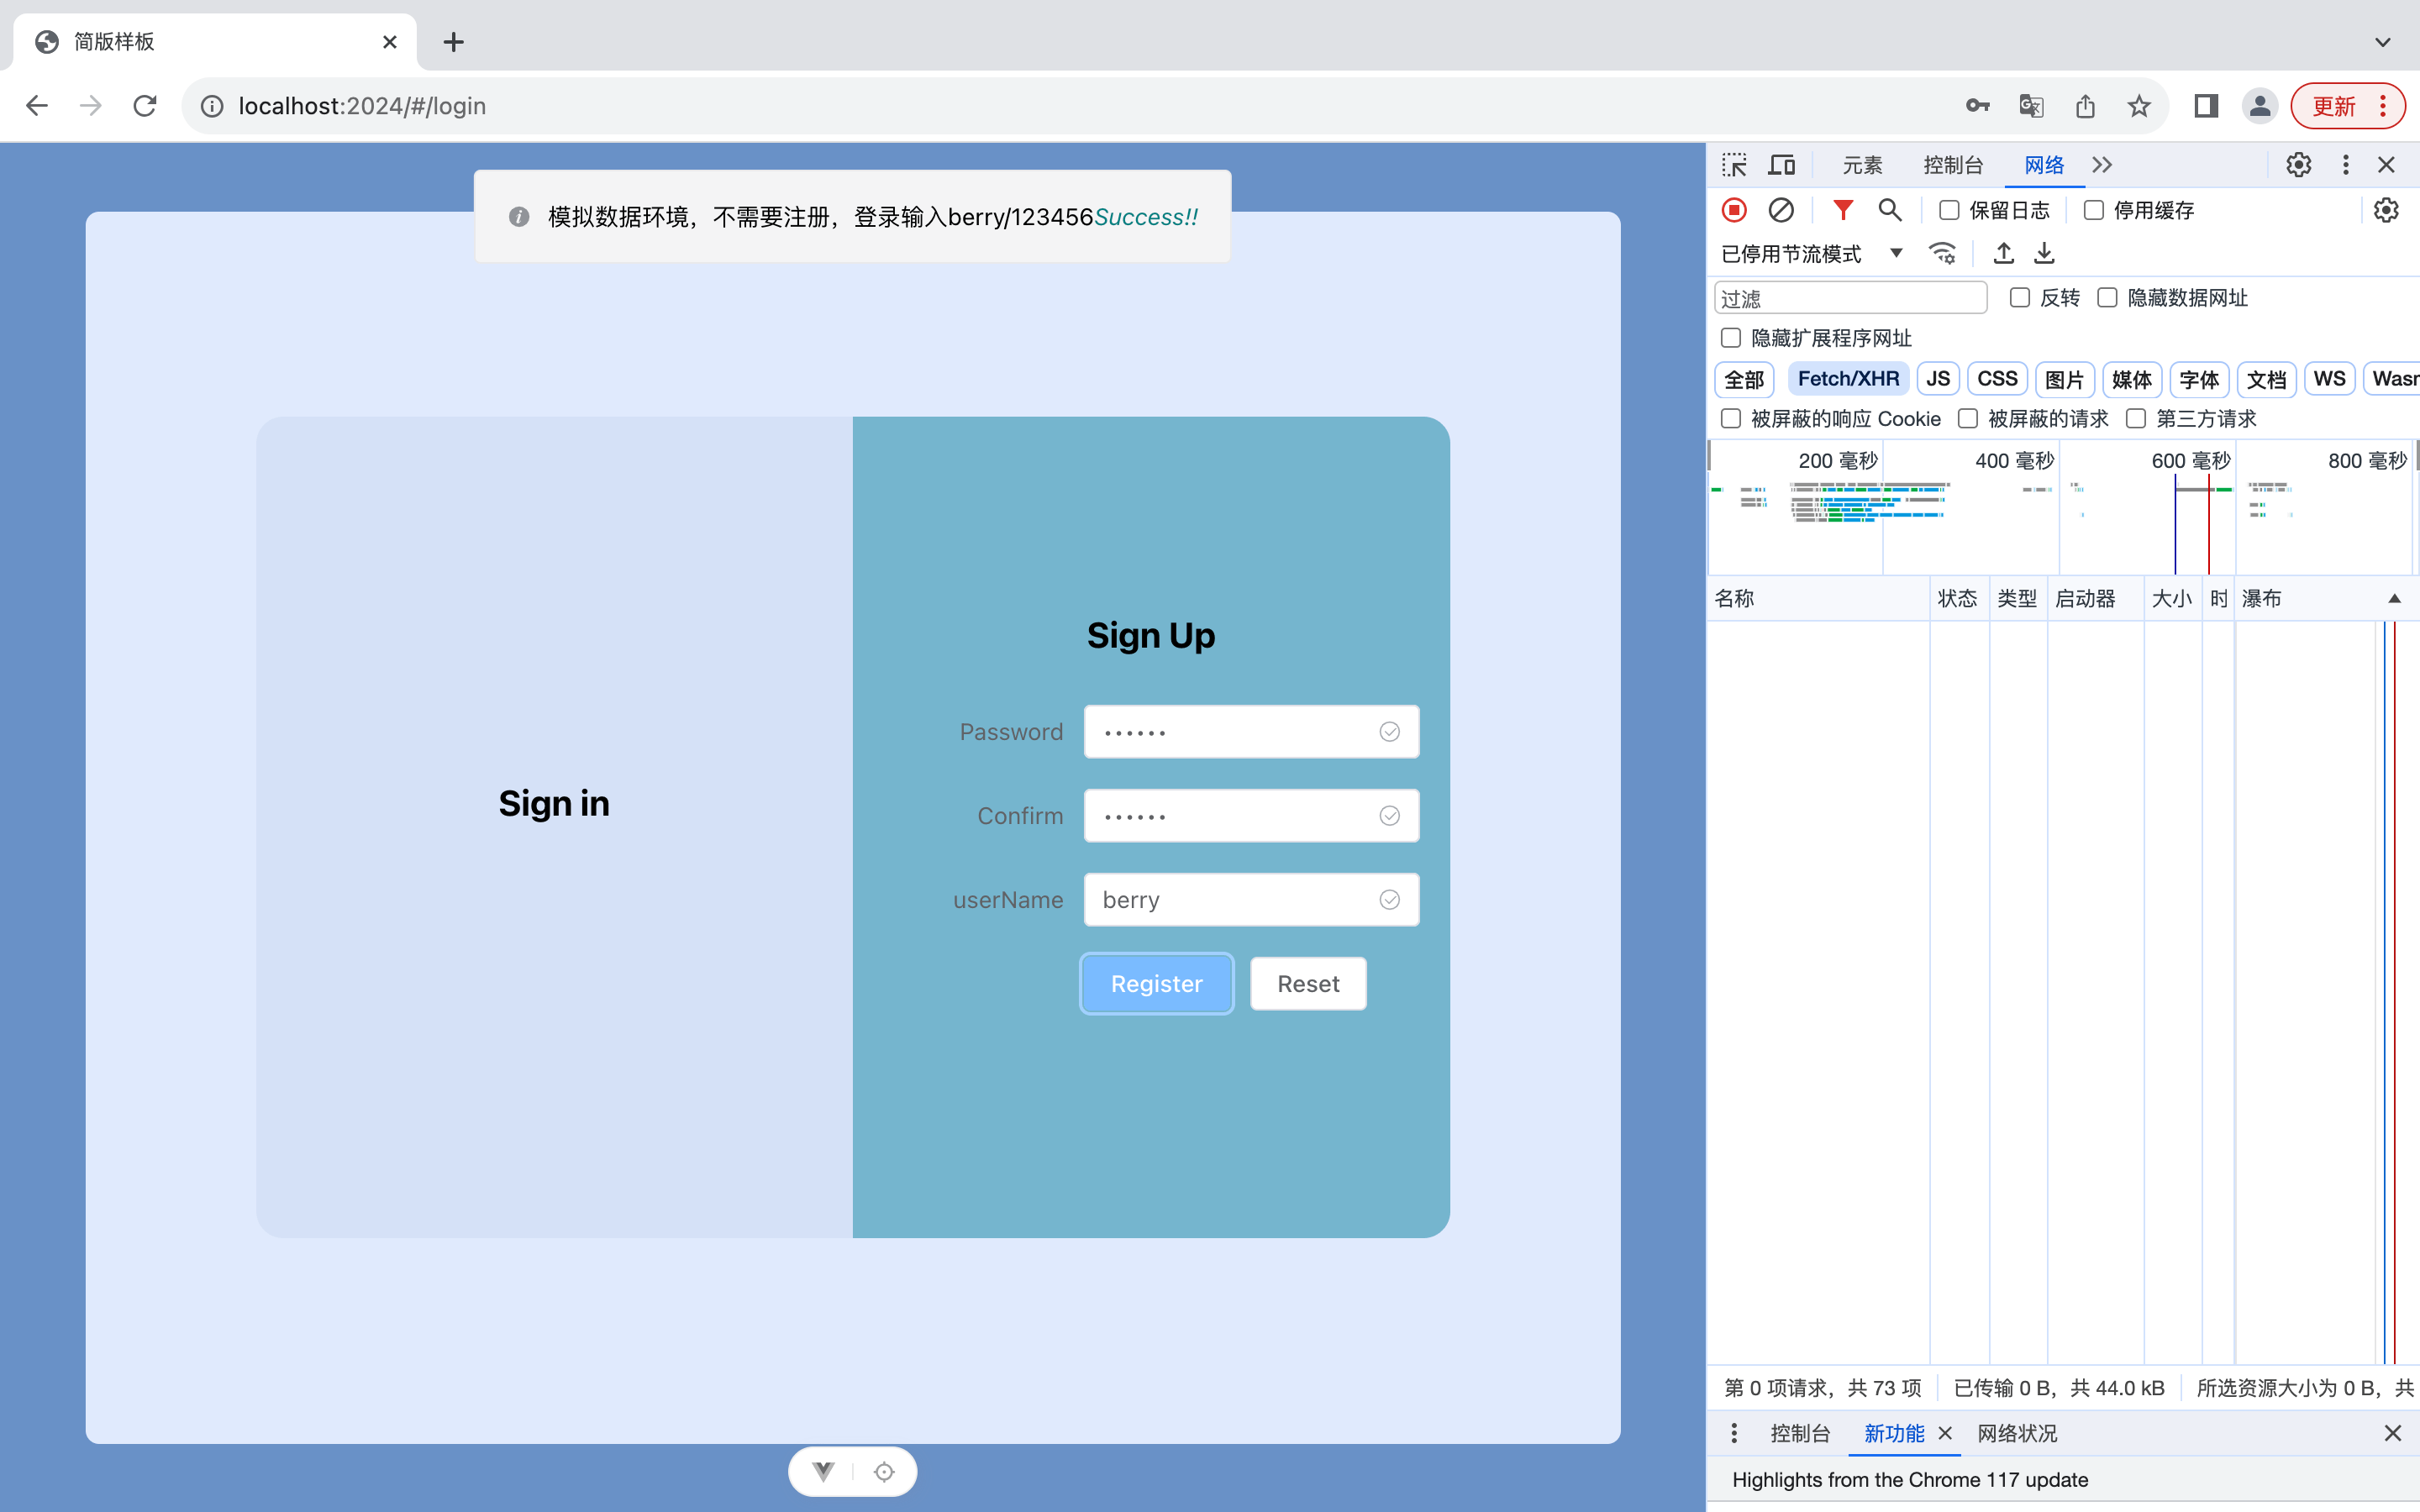 简版样板
localhost:2024/#/login
更新
模拟数据环境，不需要注册，登录输入berry/123456Success!!
Sign in
Sign Up
Password ••••••
Confirm ••••••
userName berry
Register Reset
元素 控制台 网络
保留日志 停用缓存
已停用节流模式
过滤 反转 隐藏数据网址
隐藏扩展程序网址
全部 Fetch/XHR JS CSS 图片 媒体 字体 文档 WS Wasm
被屏蔽的响应 Cookie 被屏蔽的请求 第三方请求
200 毫秒 400 毫秒 600 毫秒 800 毫秒
名称 状态 类型 启动器 大小 时 瀑布
第 0 项请求，共 73 项 已传输 0 B，共 44.0 kB 所选资源大小为 0 B，共
控制台 新功能 网络状况
Highlights from the Chrome 117 update